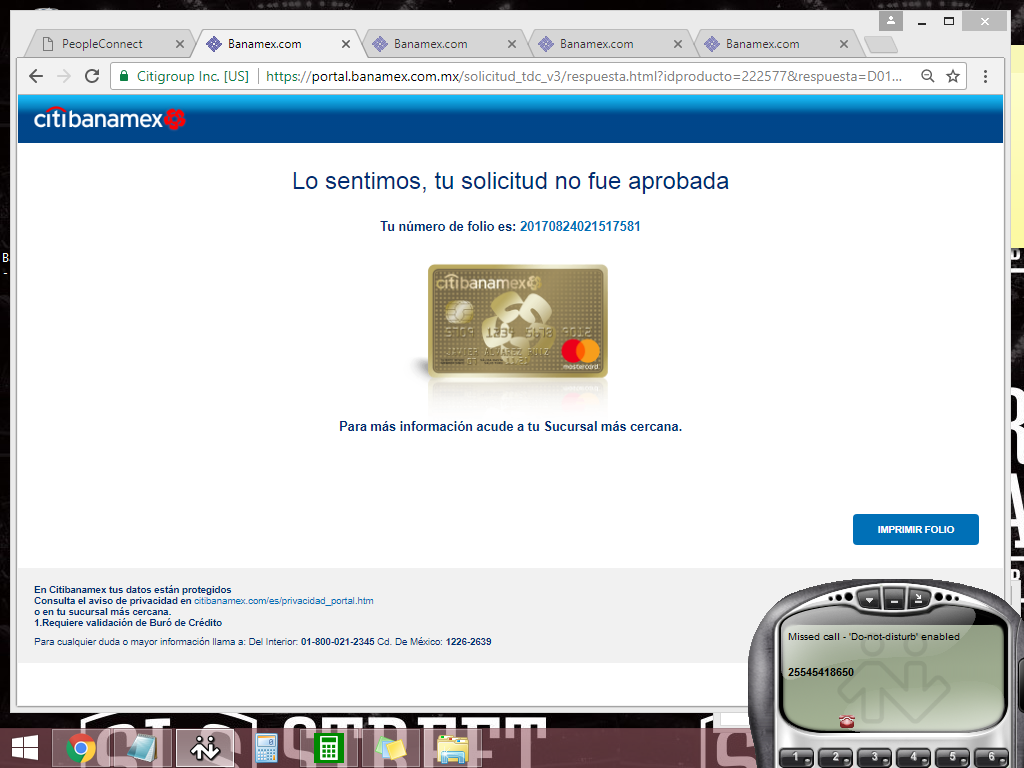 PeopleConnect
Banamex.com
Banamex.com
Banamex.com
Banamex.com
Citigroup Inc. [US]
https://portal.banamex.com.mx/solicitud_tdc_v3/respuesta.html?idproducto=222577&respuesta=D01...
citibanamex
Lo sentimos, tu solicitud no fue aprobada
Tu número de folio es: 20170824021517581
citibanamex
5709 1234 5678 9012
JAVIER ALVAREZ RUIZ
mastercard
Para más información acude a tu Sucursal más cercana.
IMPRIMIR FOLIO
En Citibanamex tus datos están protegidos
Consulta el aviso de privacidad en citibanamex.com/es/privacidad_portal.htm
o en tu sucursal más cercana.
1.Requiere validación de Buró de Crédito
Para cualquier duda o mayor información llama a: Del Interior: 01-800-021-2345 Cd. De México: 1226-2639
Missed call - 'Do-not-disturb' enabled
25545418650
1 2 3 4 5 6
STREET